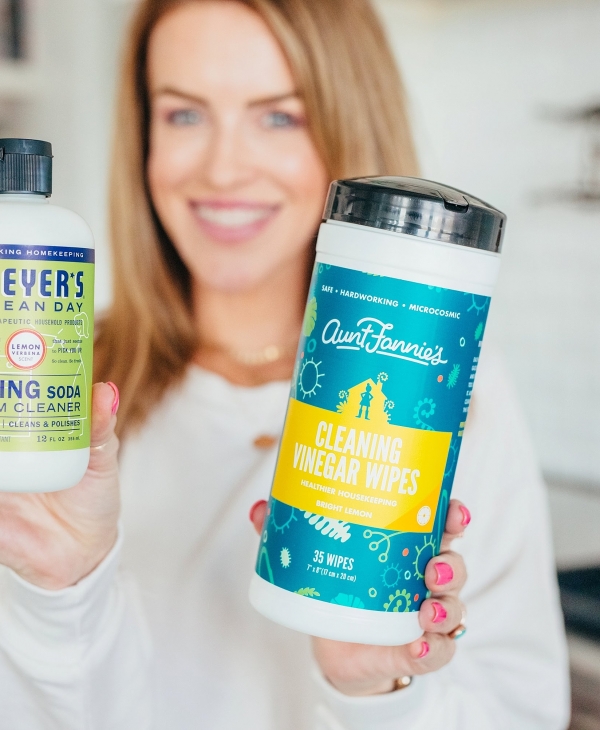 KING HOMEKEEPING
EYER'S
EAN DAY
APEUTIC HOUSEHOLD PRODUCTS
LEMON
VERBENA
SCENT
ING SODA
M CLEANER
CLEANS & POLISHES
12 FL OZ
SAFE • HARDWORKING • MICROCOSMIC
Aunt Fannie's
CLEANING
VINEGAR WIPES
HEALTHIER HOUSEKEEPING
BRIGHT LEMON
35 WIPES
7" x 8" (17 cm x 20 cm)